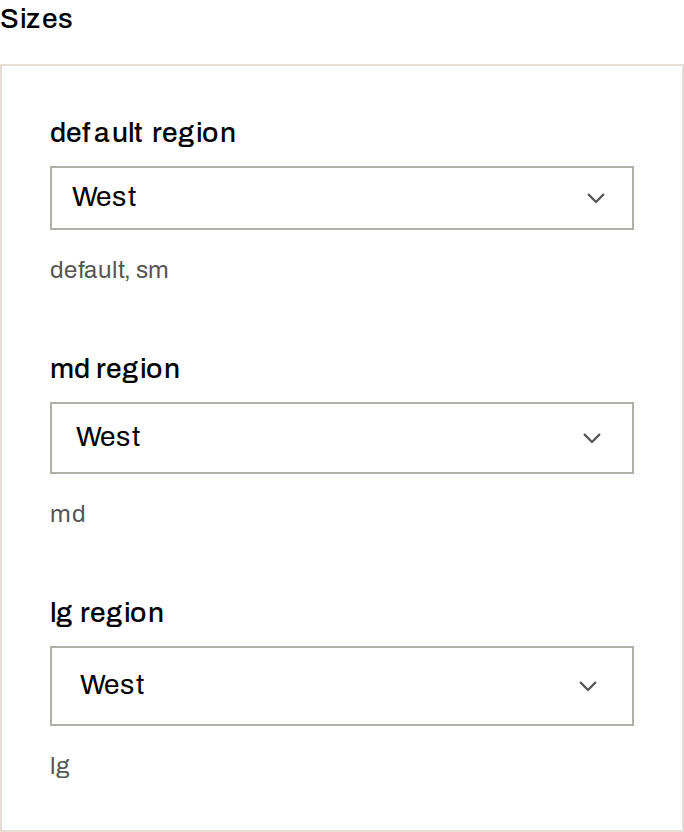 Sizes
default region
West
default, sm
md region
West
md
lg region
West
lg